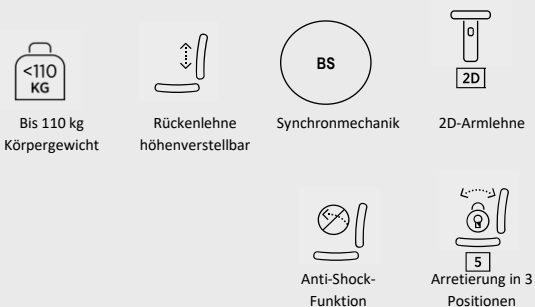 <110
KG
Bis 110 kg
Körpergewicht
Rückenlehne
höhenverstellbar
BS
Synchronmechanik
2D
2D-Armlehne
Anti-Shock-
Funktion
5
Arretierung in 3
Positionen